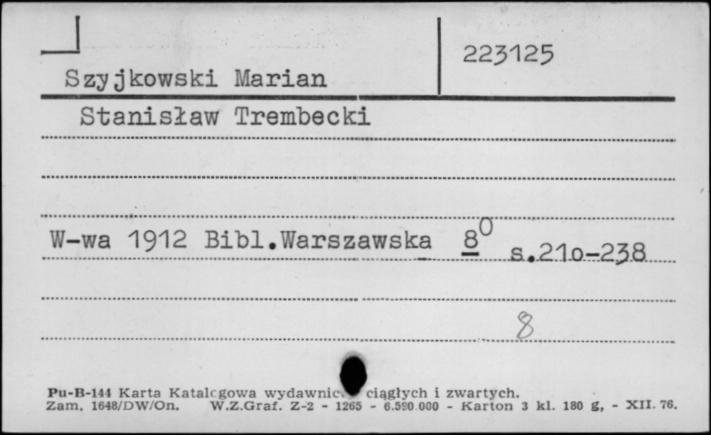 223125
Szyjkowski Marian
Stanisław Trembecki
W-wa 1912 Bibl.Warszawska 8⁰ s.21o-238
8
Pu-B-144 Karta Katalogowa ciągłych i zwartych.
Zam. 1648/DW/On. W.Z.Graf. Z-2 - 1265 - 6.590.000 - Karton 3 kl. 180 g, - XII. 76.